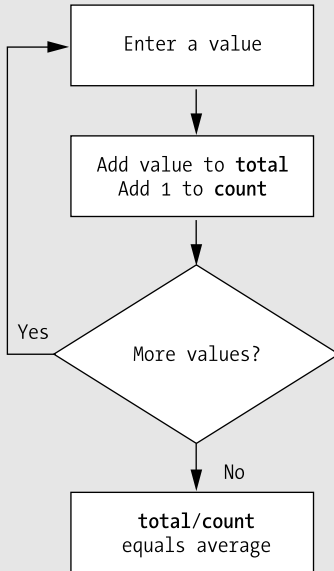 Enter a value
Add value to total
Add 1 to count
Yes
More values?
No
total/count
equals average